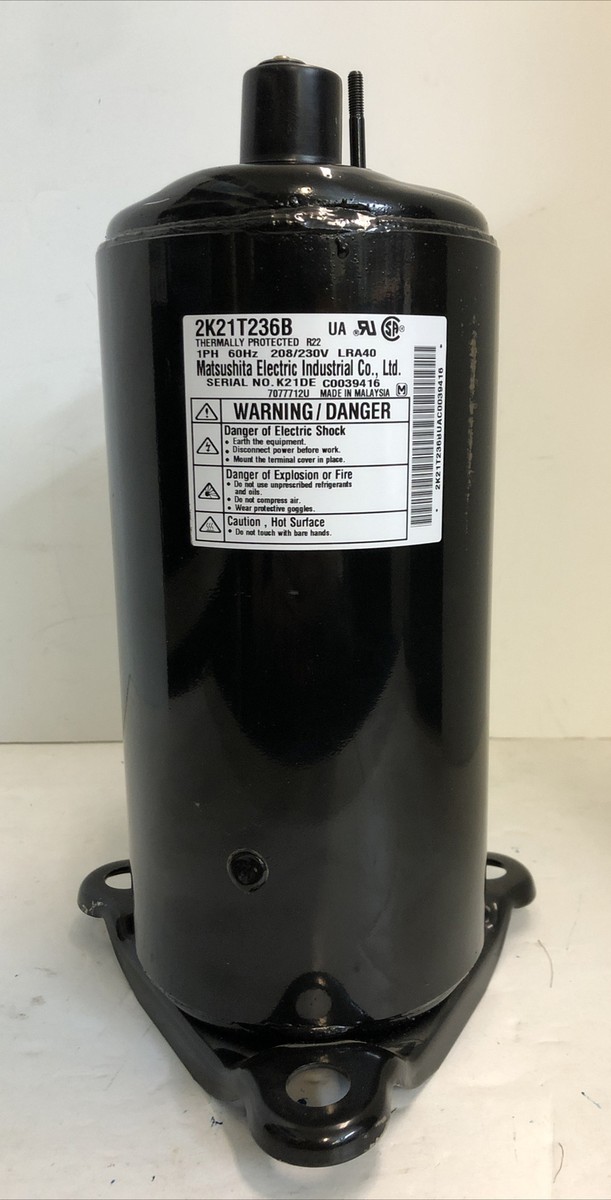 2K21T236B UA RU SA
THERMALLY PROTECTED R22
1PH 60Hz 208/230V LRA40
Matsushita Electric Industrial Co., Ltd.
SERIAL NO. K21DE C0039416
7077712U MADE IN MALAYSIA M
WARNING / DANGER
Danger of Electric Shock
• Earth the equipment.
• Disconnect power before work.
• Mount the terminal cover in place.
Danger of Explosion or Fire
• Do not use unprescribed refrigerants
and oils.
• Do not compress air.
• Wear protective goggles.
Caution , Hot Surface
• Do not touch with bare hands.
* 2K21T236BUAC0039416 *